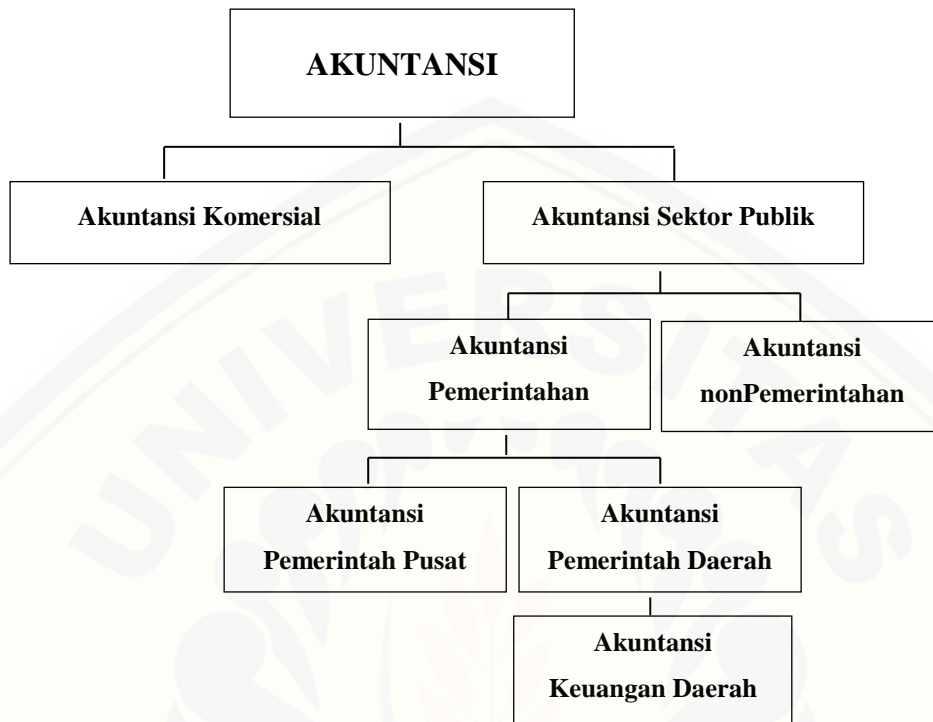 AKUNTANSI
Akuntansi Komersial
Akuntansi Sektor Publik
Akuntansi
Pemerintahan
Akuntansi
nonPemerintahan
Akuntansi
Pemerintah Pusat
Akuntansi
Pemerintah Daerah
Akuntansi
Keuangan Daerah
UNIVERSITAS